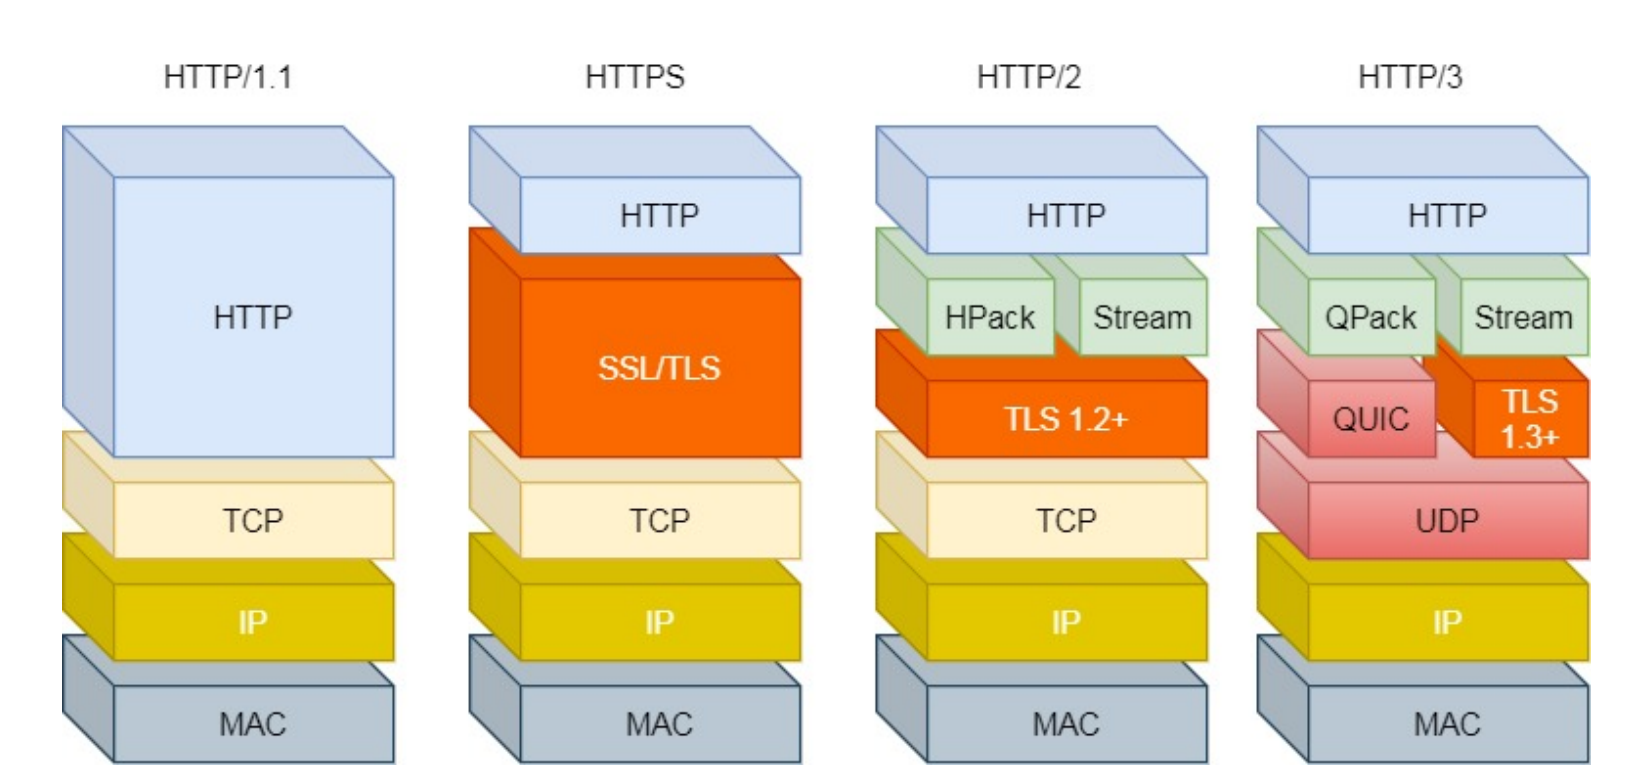 HTTP/1.1
HTTP
TCP
IP
MAC
HTTPS
HTTP
SSL/TLS
TCP
IP
MAC
HTTP/2
HTTP
HPack
Stream
TLS 1.2+
TCP
IP
MAC
HTTP/3
HTTP
QPack
Stream
QUIC
TLS
1.3+
UDP
IP
MAC